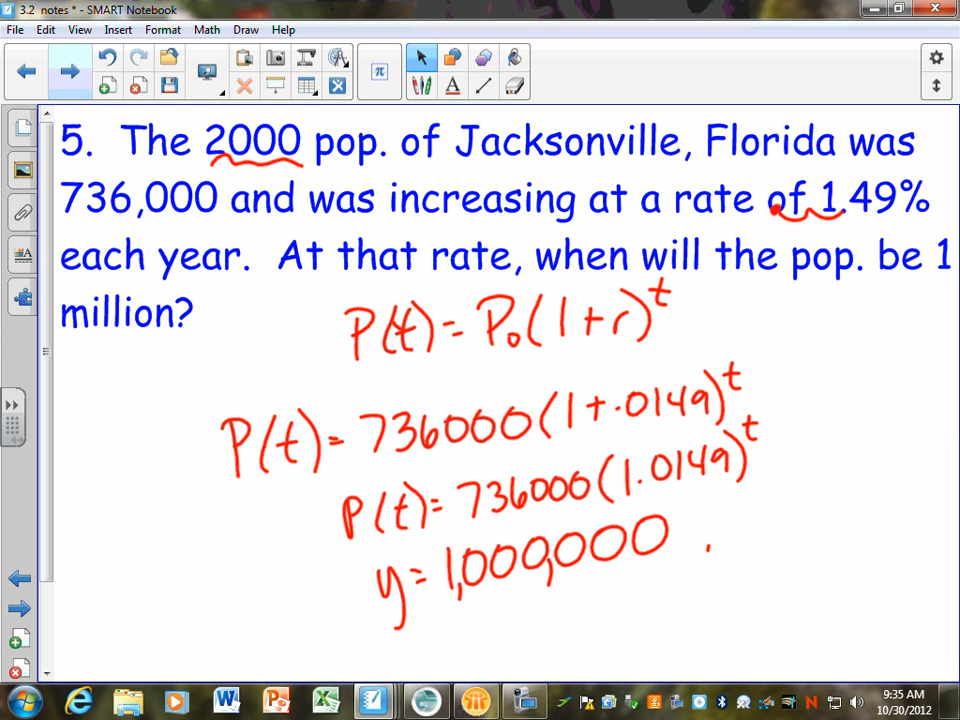 3.2 notes * - SMART Notebook
File Edit View Insert Format Math Draw Help
π
A
5. The 2000 pop. of Jacksonville, Florida was
736,000 and was increasing at a rate of 1.49%
each year. At that rate, when will the pop. be 1
million?
P(t) = P₀(1+r)ᵗ
P(t) = 736000(1+.0149)ᵗ
P(t) = 736000(1.0149)ᵗ
y = 1,000,000
9:35 AM
10/30/2012